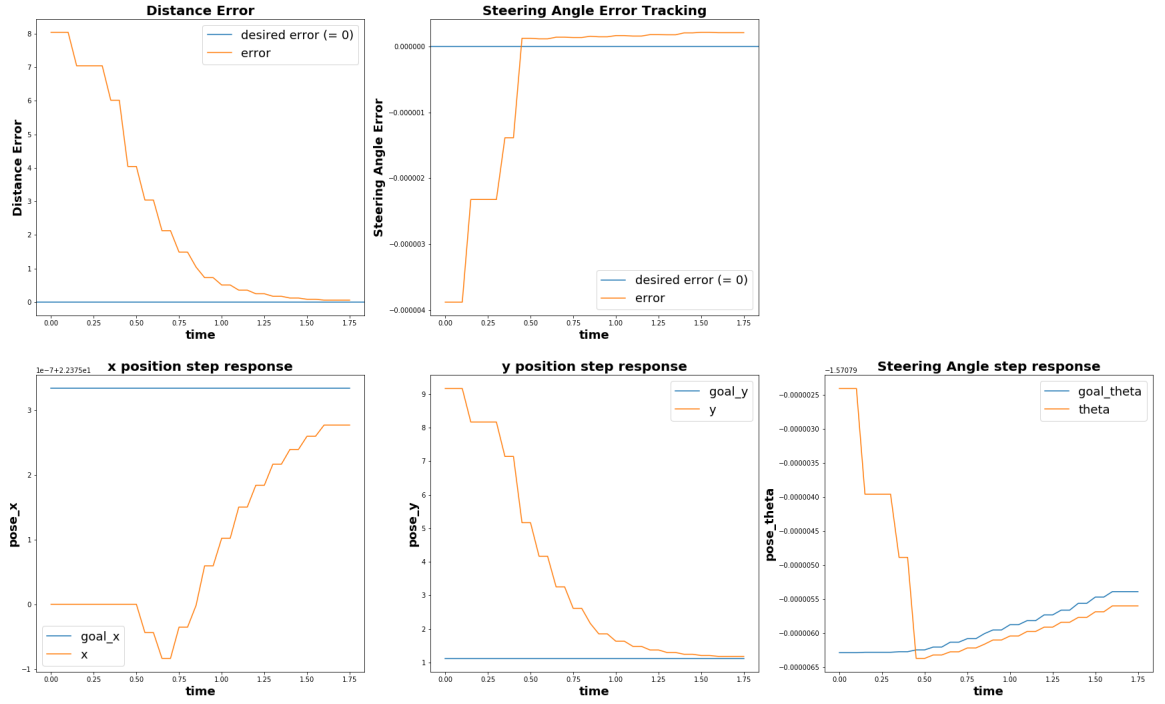 Distance Error
8
7
6
5
4
3
2
1
0
Distance Error
desired error (= 0)
error
0.00 0.25 0.50 0.75 1.00 1.25 1.50 1.75
time
Steering Angle Error Tracking
0.000000
−0.000001
−0.000002
−0.000003
−0.000004
Steering Angle Error
desired error (= 0)
error
0.00 0.25 0.50 0.75 1.00 1.25 1.50 1.75
time
x position step response
1e−7+2.2375e1
3
2
1
0
−1
pose_x
goal_x
x
0.00 0.25 0.50 0.75 1.00 1.25 1.50 1.75
time
y position step response
9
8
7
6
5
4
3
2
1
pose_y
goal_y
y
0.00 0.25 0.50 0.75 1.00 1.25 1.50 1.75
time
Steering Angle step response
−1.57079
−0.0000025
−0.0000030
−0.0000035
−0.0000040
−0.0000045
−0.0000050
−0.0000055
−0.0000060
−0.0000065
pose_theta
goal_theta
theta
0.00 0.25 0.50 0.75 1.00 1.25 1.50 1.75
time